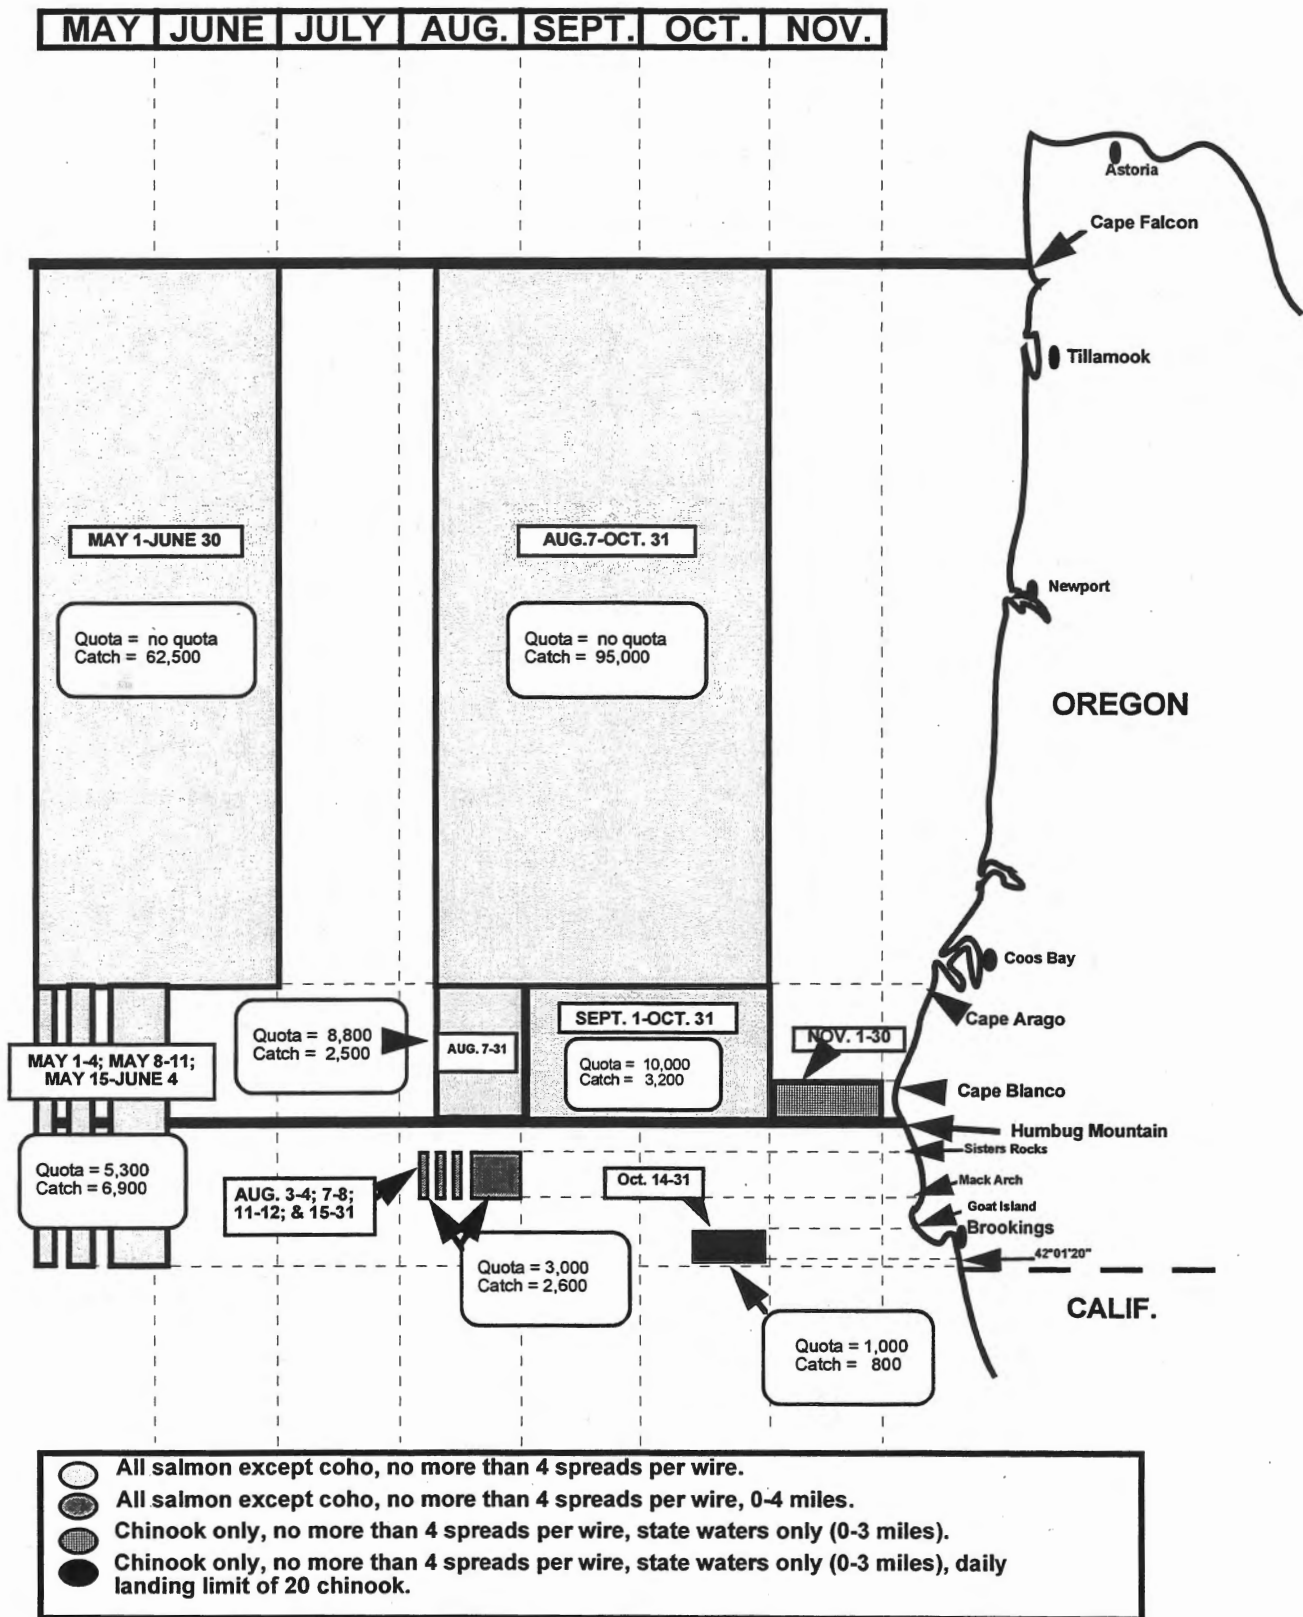 MAY JUNE JULY AUG. SEPT. OCT. NOV.
Astoria
Cape Falcon
Tillamook
MAY 1-JUNE 30
AUG.7-OCT. 31
Newport
Quota = no quota
Catch = 62,500
Quota = no quota
Catch = 95,000
OREGON
Coos Bay
Cape Arago
Quota = 8,800
Catch = 2,500
AUG. 7-31
SEPT. 1-OCT. 31
Quota = 10,000
Catch = 3,200
NOV. 1-30
MAY 1-4; MAY 8-11;
MAY 15-JUNE 4
Cape Blanco
Humbug Mountain
Sisters Rocks
Quota = 5,300
Catch = 6,900
AUG. 3-4; 7-8;
11-12; & 15-31
Oct. 14-31
Mack Arch
Goat Island
Brookings
42°01'20"
Quota = 3,000
Catch = 2,600
CALIF.
Quota = 1,000
Catch = 800
All salmon except coho, no more than 4 spreads per wire.
All salmon except coho, no more than 4 spreads per wire, 0-4 miles.
Chinook only, no more than 4 spreads per wire, state waters only (0-3 miles).
Chinook only, no more than 4 spreads per wire, state waters only (0-3 miles), daily
landing limit of 20 chinook.